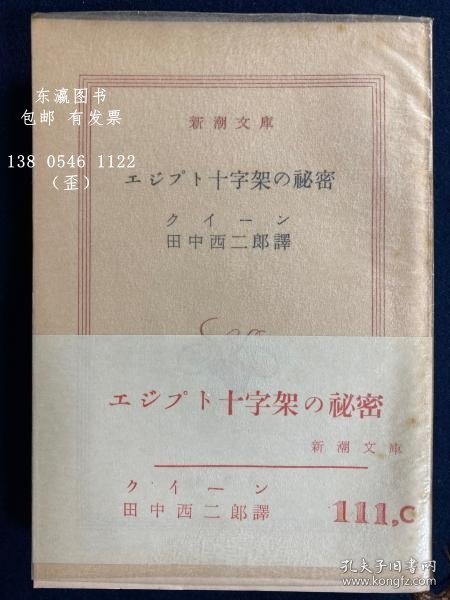 东瀛图书
包邮 有发票
138 0546 1122
(歪)
新潮文庫
エジプト十字架の秘密
クイーン
田中西二郎譯
エジプト十字架の秘密
新潮文庫
クイーン
田中西二郎譯
111,C
孔夫子旧书网
www.kongfz.com